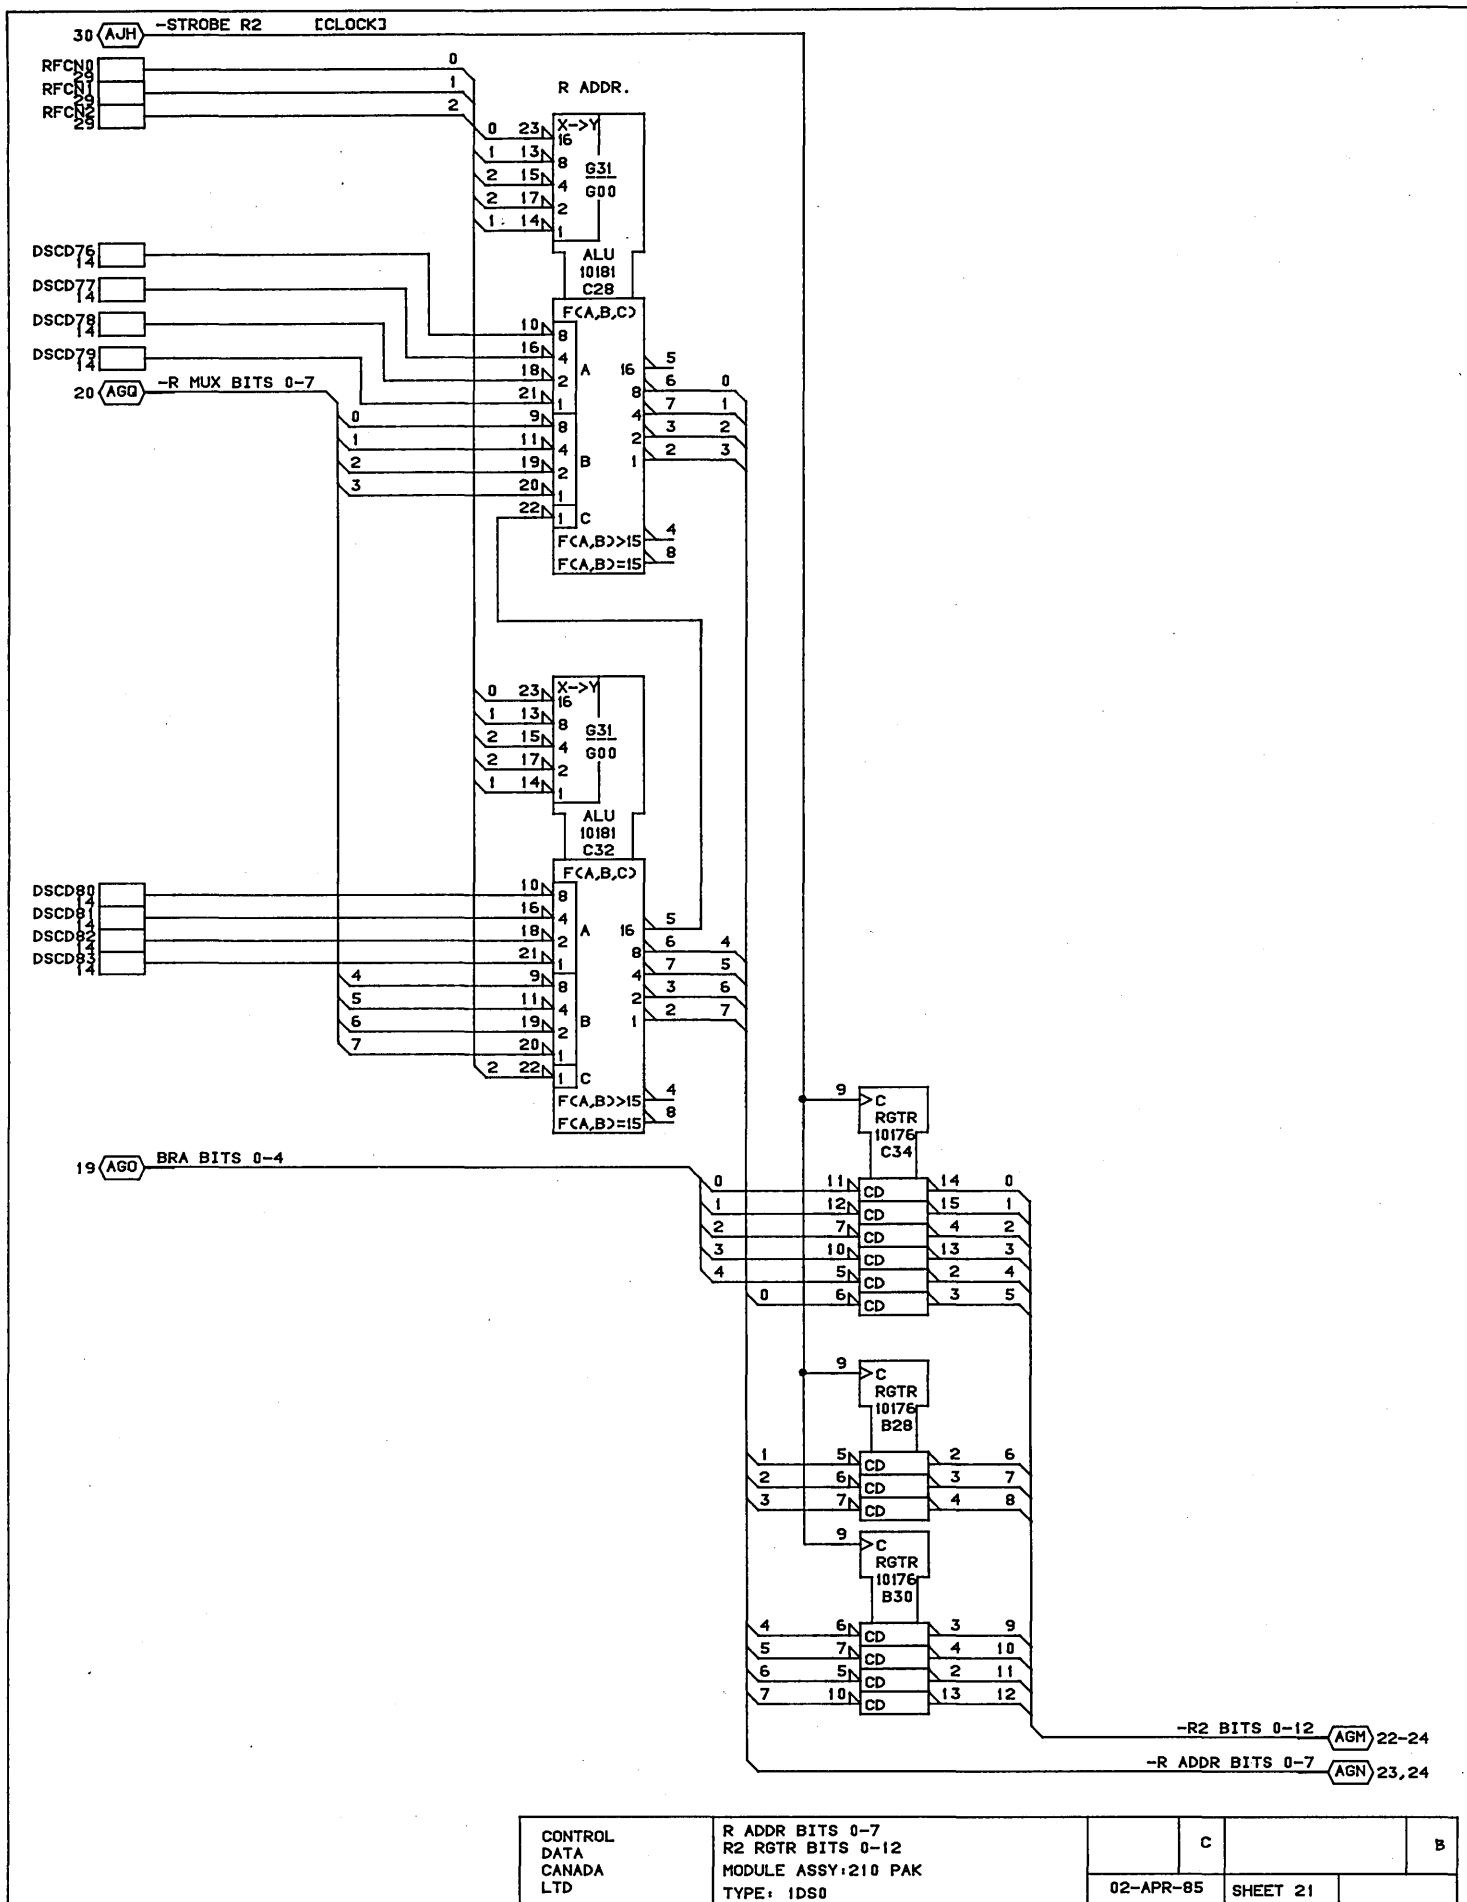 30 AJH -STROBE R2 [CLOCK]
RFCN0 29 0
RFCN1 29 1
RFCN2 29 2
R ADDR.
X->Y
0 23 16
1 13 8
2 15 4
2 17 2
1 14 1
G31
G00
ALU
10181
C28
F(A,B,C)
DSCD76 14 10 8
DSCD77 14 16 4
DSCD78 14 18 2
DSCD79 14 21 1
A
20 AGQ -R MUX BITS 0-7
0 9 8
1 11 4
2 19 2
3 20 1
B
22 1 C
16 5
8 6 0
4 7 1
2 3 2
1 2 3
F(A,B)>15 4
F(A,B)=15 8
X->Y
0 23 16
1 13 8
2 15 4
2 17 2
1 14 1
G31
G00
ALU
10181
C32
F(A,B,C)
DSCD80 14 10 8
DSCD81 14 16 4
DSCD82 14 18 2
DSCD83 14 21 1
A
4 9 8
5 11 4
6 19 2
7 20 1
B
2 22 1 C
16 5
8 6 4
4 7 5
2 3 6
1 2 7
F(A,B)>15 4
F(A,B)=15 8
19 AGO BRA BITS 0-4
9 C
RGTR
10176
C34
0 11 CD 14 0
1 12 CD 15 1
2 7 CD 4 2
3 10 CD 13 3
4 5 CD 2 4
0 6 CD 3 5
9 C
RGTR
10176
B28
1 5 CD 2 6
2 6 CD 3 7
3 7 CD 4 8
9 C
RGTR
10176
B30
4 6 CD 3 9
5 7 CD 4 10
6 5 CD 2 11
7 10 CD 13 12
-R2 BITS 0-12 AGM 22-24
-R ADDR BITS 0-7 AGN 23,24
CONTROL
DATA
CANADA
LTD
R ADDR BITS 0-7
R2 RGTR BITS 0-12
MODULE ASSY:210 PAK
TYPE: 1DS0
C
B
02-APR-85
SHEET 21